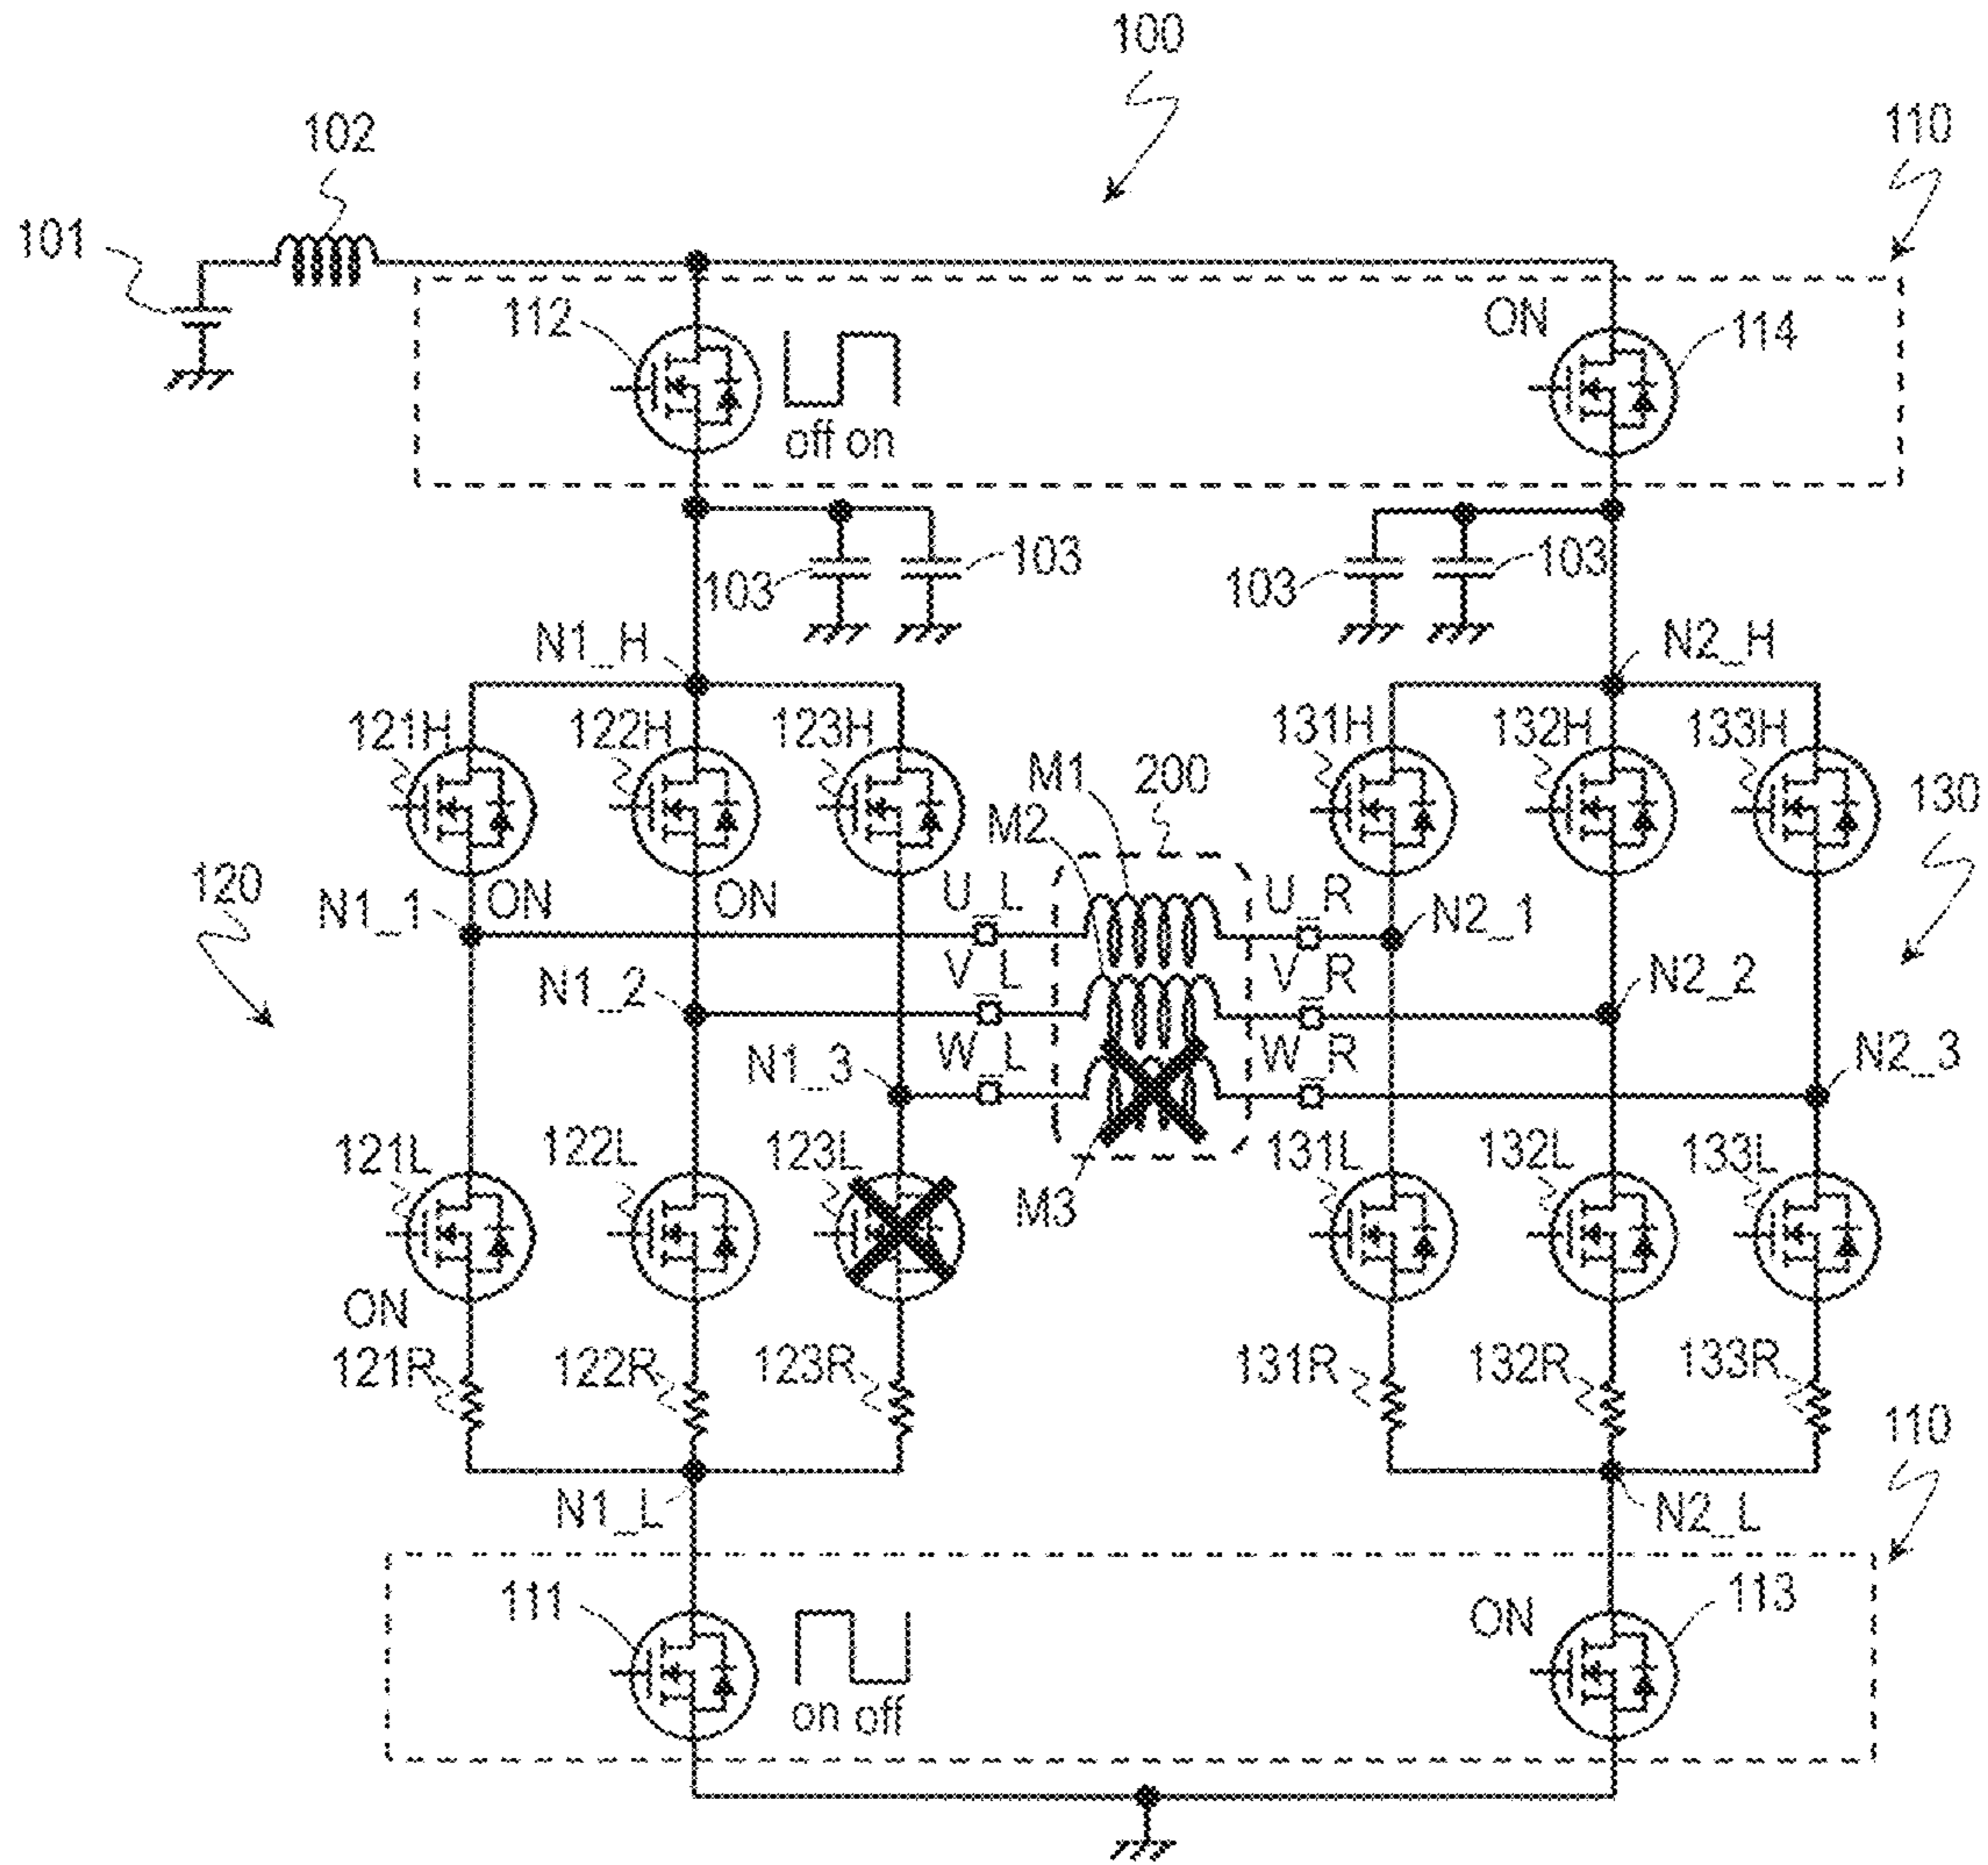 100
102
110
101
112
ON
114
off on
103
103
103
103
N1_H
N2_H
121H
122H
123H
131H
132H
133H
M1
200
M2
130
120
N1_1
ON
ON
U_L
U_R
N2_1
N1_2
V_L
V_R
N2_2
N1_3
W_L
W_R
N2_3
121L
122L
123L
M3
131L
132L
133L
ON
121R
122R
123R
131R
132R
133R
110
N1_L
N2_L
111
ON
113
on off